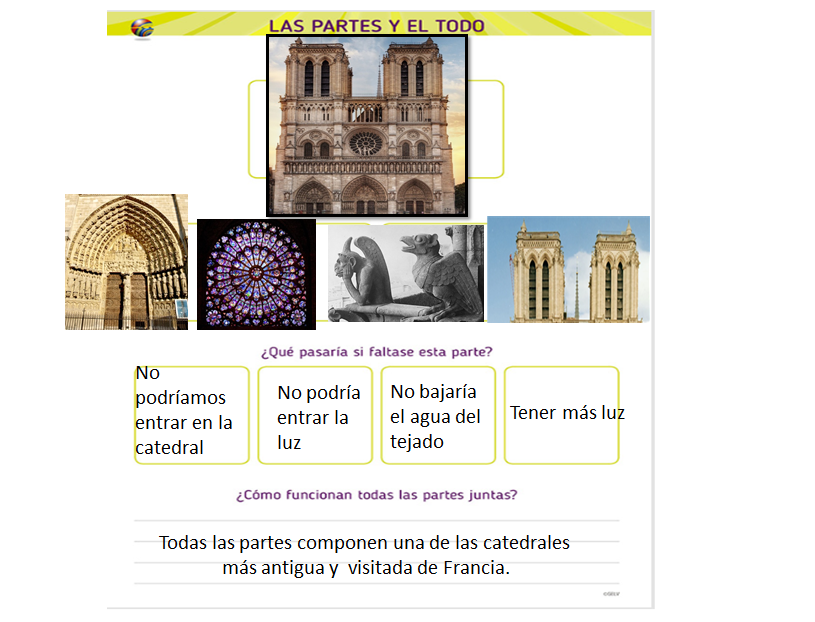 LAS PARTES Y EL TODO
¿Qué pasaría si faltase esta parte?
No
podríamos
entrar en la
catedral
No podría
entrar la
luz
No bajaría
el agua del
tejado
Tener más luz
¿Cómo funcionan todas las partes juntas?
Todas las partes componen una de las catedrales
más antigua y visitada de Francia.